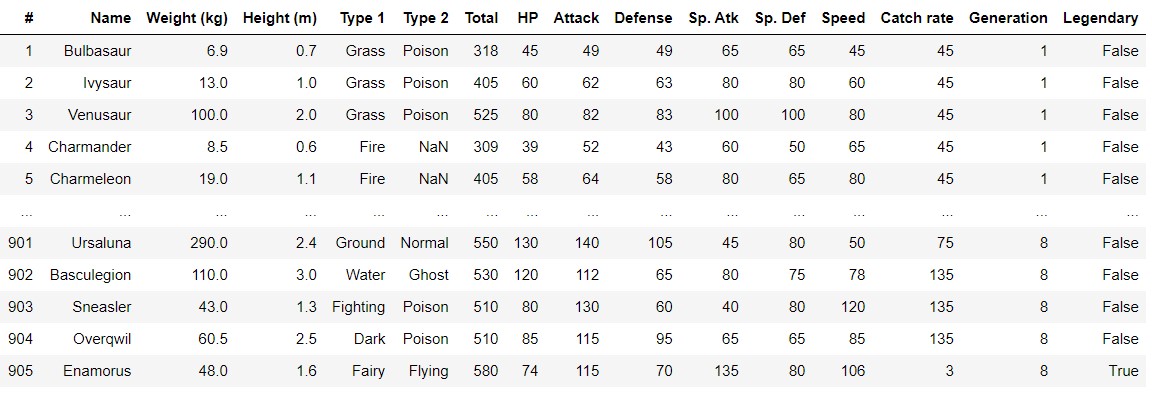 # Name Weight (kg) Height (m) Type 1 Type 2 Total HP Attack Defense Sp. Atk Sp. Def Speed Catch rate Generation Legendary
1 Bulbasaur 6.9 0.7 Grass Poison 318 45 49 49 65 65 45 45 1 False
2 Ivysaur 13.0 1.0 Grass Poison 405 60 62 63 80 80 60 45 1 False
3 Venusaur 100.0 2.0 Grass Poison 525 80 82 83 100 100 80 45 1 False
4 Charmander 8.5 0.6 Fire NaN 309 39 52 43 60 50 65 45 1 False
5 Charmeleon 19.0 1.1 Fire NaN 405 58 64 58 80 65 80 45 1 False
... ... ... ... ... ... ... ... ... ... ... ... ... ... ... ...
901 Ursaluna 290.0 2.4 Ground Normal 550 130 140 105 45 80 50 75 8 False
902 Basculegion 110.0 3.0 Water Ghost 530 120 112 65 80 75 78 135 8 False
903 Sneasler 43.0 1.3 Fighting Poison 510 80 130 60 40 80 120 135 8 False
904 Overqwil 60.5 2.5 Dark Poison 510 85 115 95 65 65 85 135 8 False
905 Enamorus 48.0 1.6 Fairy Flying 580 74 115 70 135 80 106 3 8 True